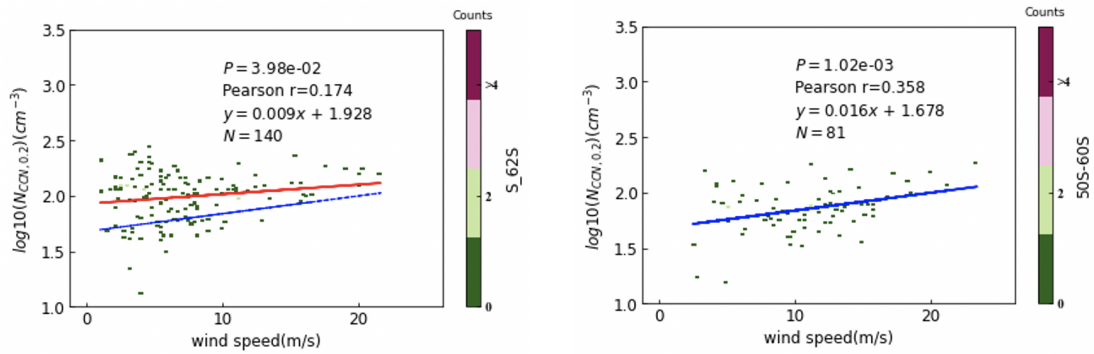 Counts
3.5
3.0
2.5
2.0
1.5
1.0
0
10
20
P = 3.98e-02
Pearson r=0.174
y = 0.009x + 1.928
N = 140
log10(N_{CCN,0.2})(cm^{-3})
wind speed(m/s)
>4
2
0
S_62S
Counts
3.5
3.0
2.5
2.0
1.5
1.0
0
10
20
P = 1.02e-03
Pearson r=0.358
y = 0.016x + 1.678
N = 81
log10(N_{CCN,0.2})(cm^{-3})
wind speed(m/s)
>4
2
0
50S-60S